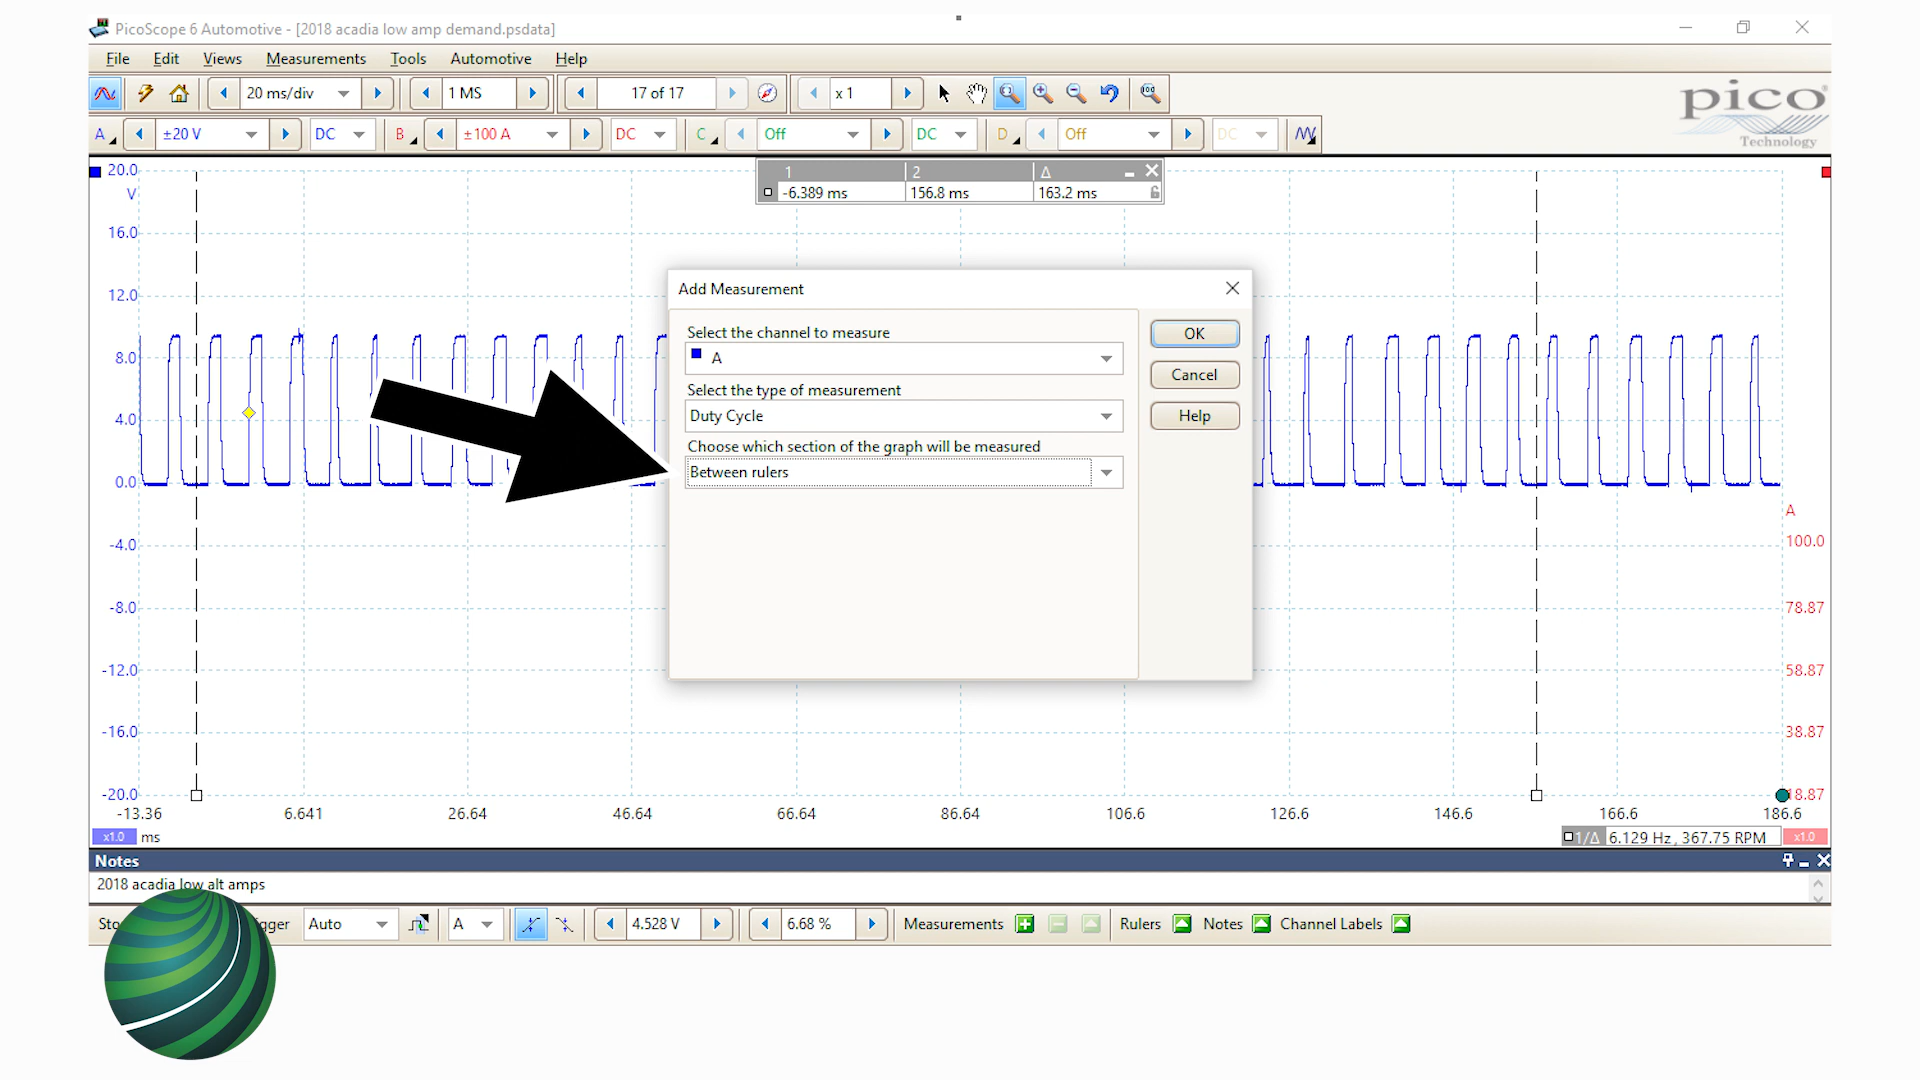 PicoScope 6 Automotive - [2018 acadia low amp demand.psdata]
File Edit Views Measurements Tools Automotive Help
20 ms/div 1 MS 17 of 17 x 1
A ±20 V DC B ±100 A DC C Off DC D Off DC
pico
Technology
1 2 Δ
-6.389 ms 156.8 ms 163.2 ms
20.0
V
16.0
12.0
8.0
4.0
0.0
-4.0
-8.0
-12.0
-16.0
-20.0
Add Measurement
Select the channel to measure
A
Select the type of measurement
Duty Cycle
Choose which section of the graph will be measured
Between rulers
OK
Cancel
Help
A
100.0
78.87
58.87
38.87
18.87
-13.36 6.641 26.64 46.64 66.64 86.64 106.6 126.6 146.6 166.6 186.6
x1.0 ms
1/Δ 6.129 Hz, 367.75 RPM x1.0
Notes
2018 acadia low alt amps
Auto A 4.528 V 6.68 % Measurements Rulers Notes Channel Labels